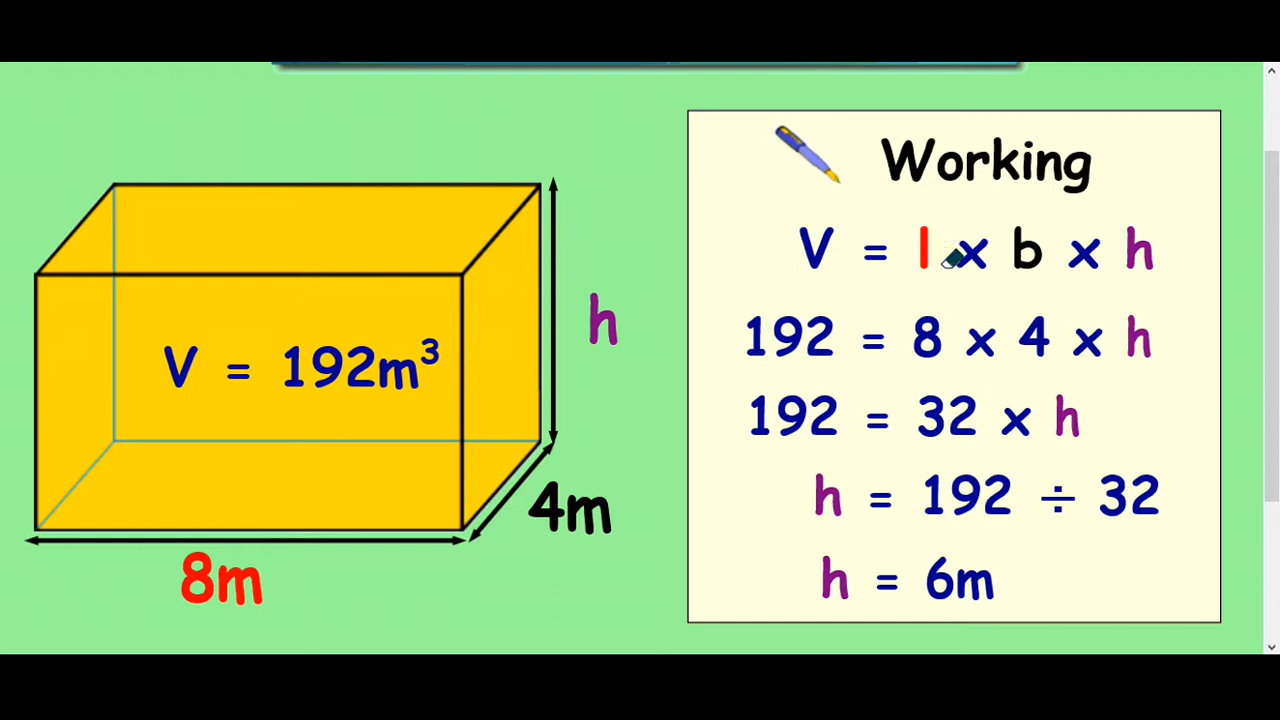 V = 192m³
h
4m
8m
Working
V = l x b x h
192 = 8 x 4 x h
192 = 32 x h
h = 192 ÷ 32
h = 6m